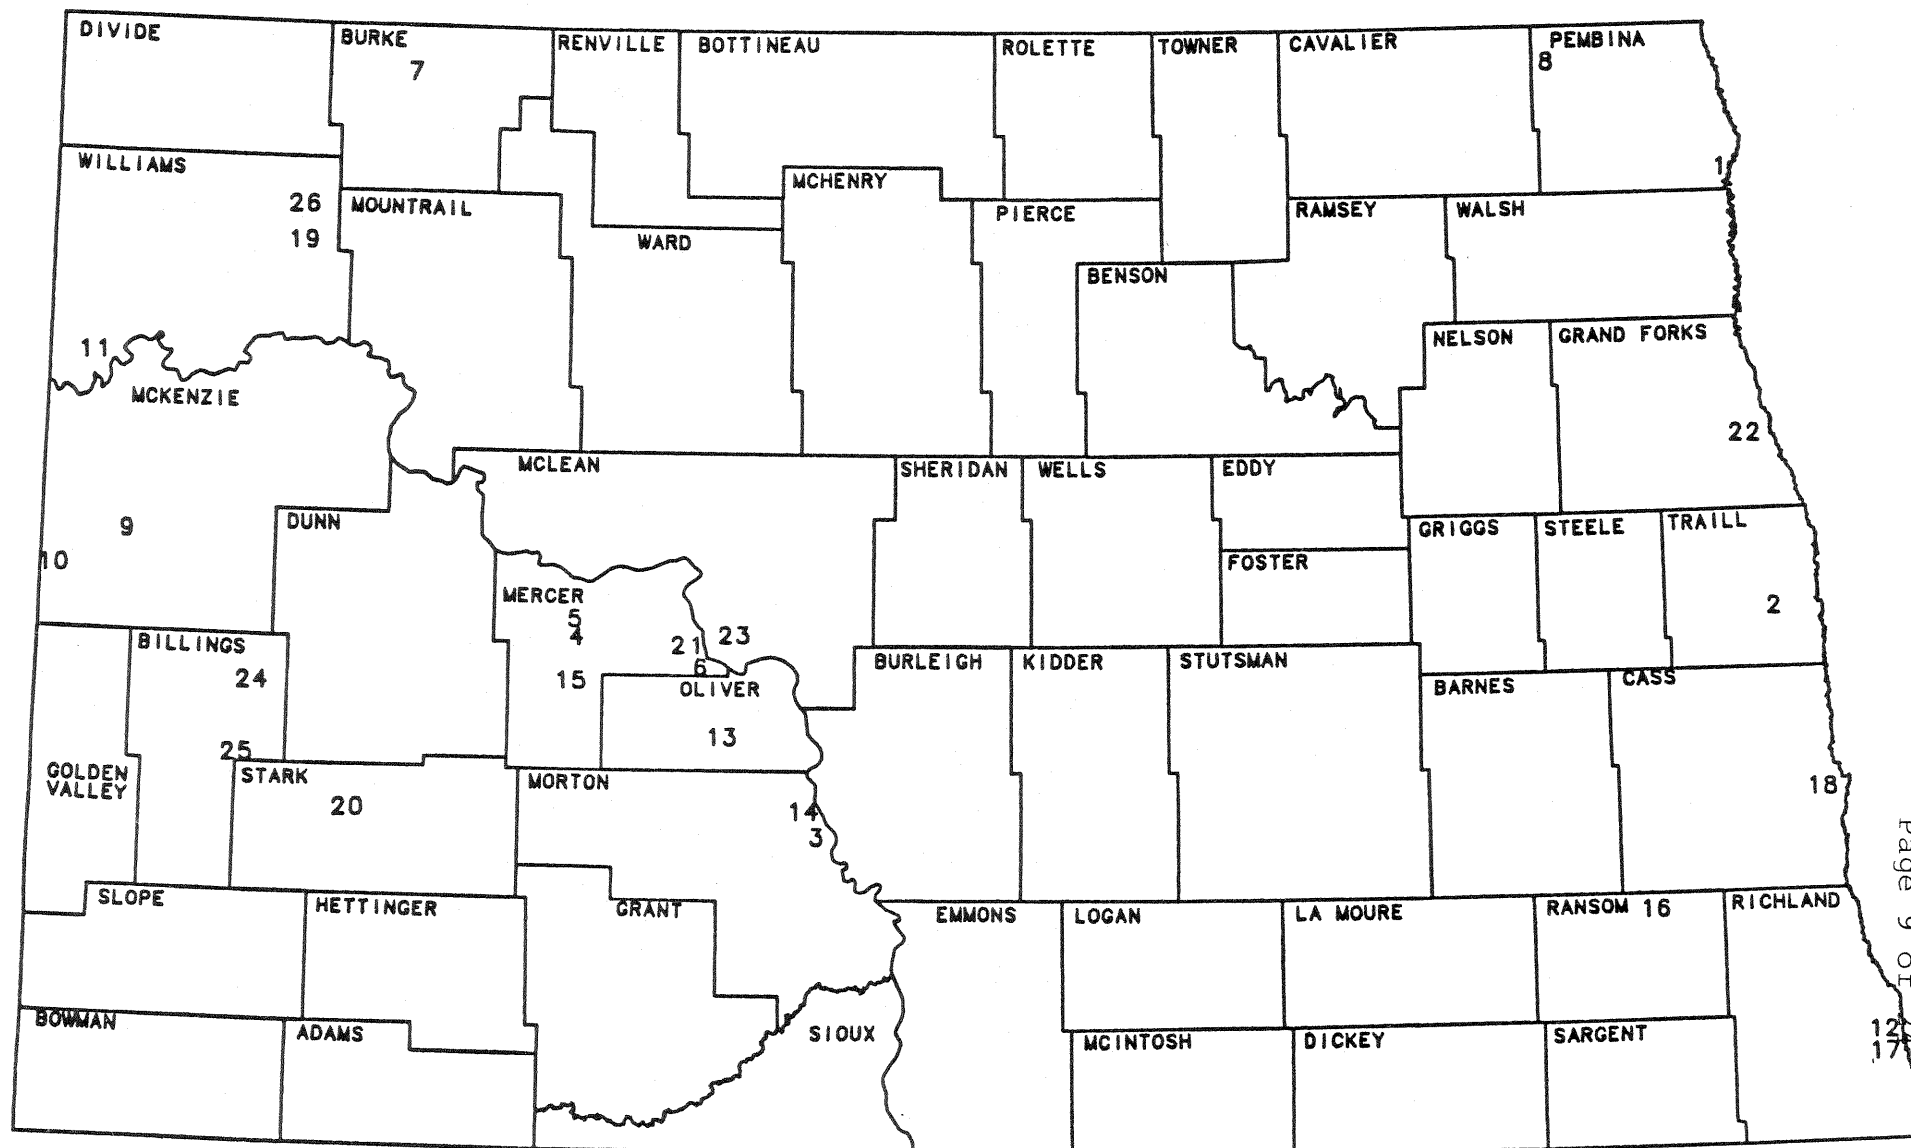 DIVIDE
BURKE
7
RENVILLE
BOTTINEAU
ROLETTE
TOWNER
CAVALIER
PEMBINA
8
1
WILLIAMS
26
19
MOUNTRAIL
MCHENRY
WARD
PIERCE
RAMSEY
WALSH
BENSON
NELSON
GRAND FORKS
22
11
MCKENZIE
9
10
MCLEAN
SHERIDAN
WELLS
EDDY
DUNN
GRIGGS
STEELE
TRAILL
2
FOSTER
MERCER
5
4
15
21
23
6
OLIVER
13
BILLINGS
24
25
GOLDEN
VALLEY
STARK
20
MORTON
14
3
BURLEIGH
KIDDER
STUTSMAN
BARNES
CASS
18
SLOPE
HETTINGER
GRANT
EMMONS
LOGAN
LA MOURE
RANSOM 16
RICHLAND
BOWMAN
ADAMS
SIOUX
MCINTOSH
DICKEY
SARGENT
12
17
Page 9 of